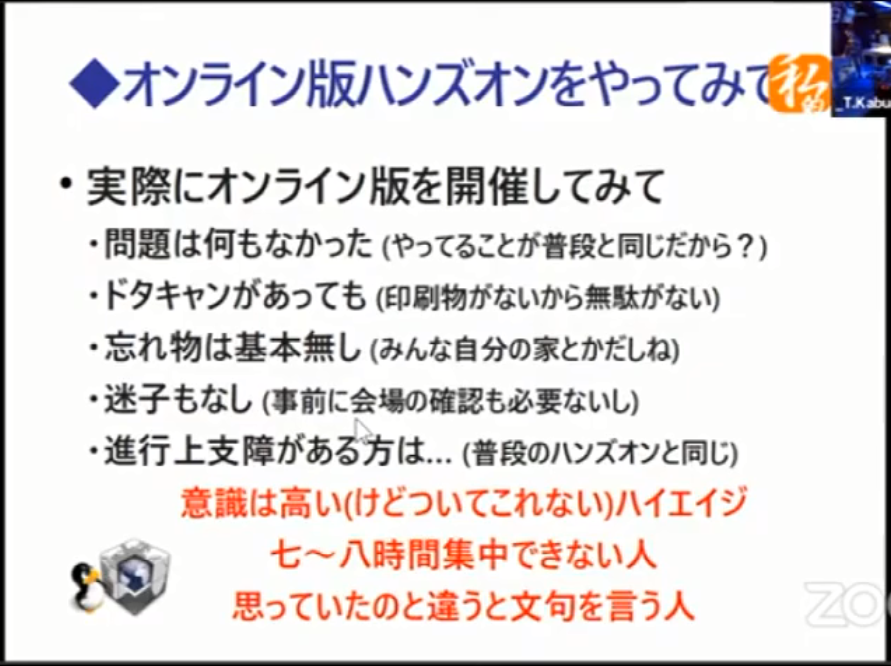 ◆オンライン版ハンズオンをやってみて
私的
_T.Kabu
・実際にオンライン版を開催してみて
・問題は何もなかった (やってることが普段と同じだから？)
・ドタキャンがあっても (印刷物がないから無駄がない)
・忘れ物は基本無し (みんな自分の家とかだしね)
・迷子もなし (事前に会場の確認も必要ないし)
・進行上支障がある方は… (普段のハンズオンと同じ)
意識は高い(けどついてこれない)ハイエイジ
七〜八時間集中できない人
思っていたのと違うと文句を言う人
zoo